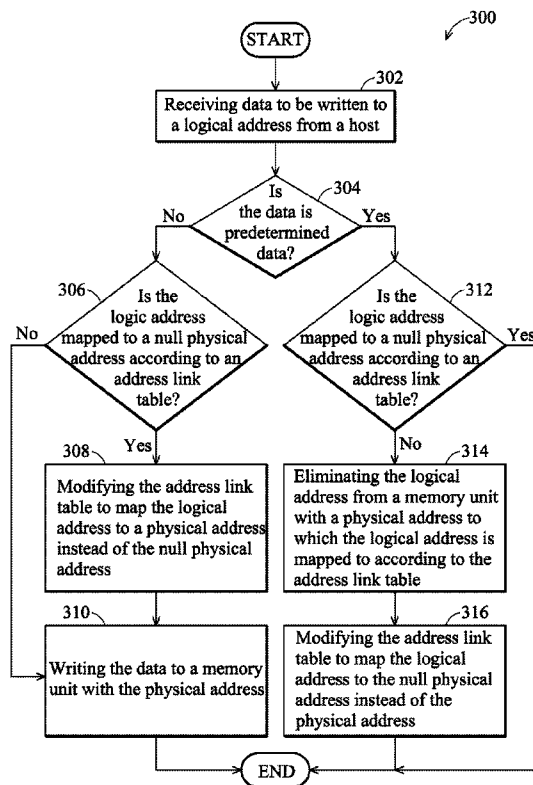 300
START
302
Receiving data to be written to
a logical address from a host
304
Is
the data is
predetermined
data?
No
Yes
306
Is the
logic address
mapped to a null physical
address according to an
address link
table?
No
Yes
312
Is the
logic address
mapped to a null physical
address according to an
address link
table?
Yes
No
308
Modifying the address link
table to map the logical
address to a physical address
instead of the null physical
address
314
Eliminating the logical
address from a memory unit
with a physical address to
which the logical address is
mapped to according to the
address link table
310
Writing the data to a memory
unit with the physical address
316
Modifying the address link
table to map the logical
address to the null physical
address instead of the
physical address
END